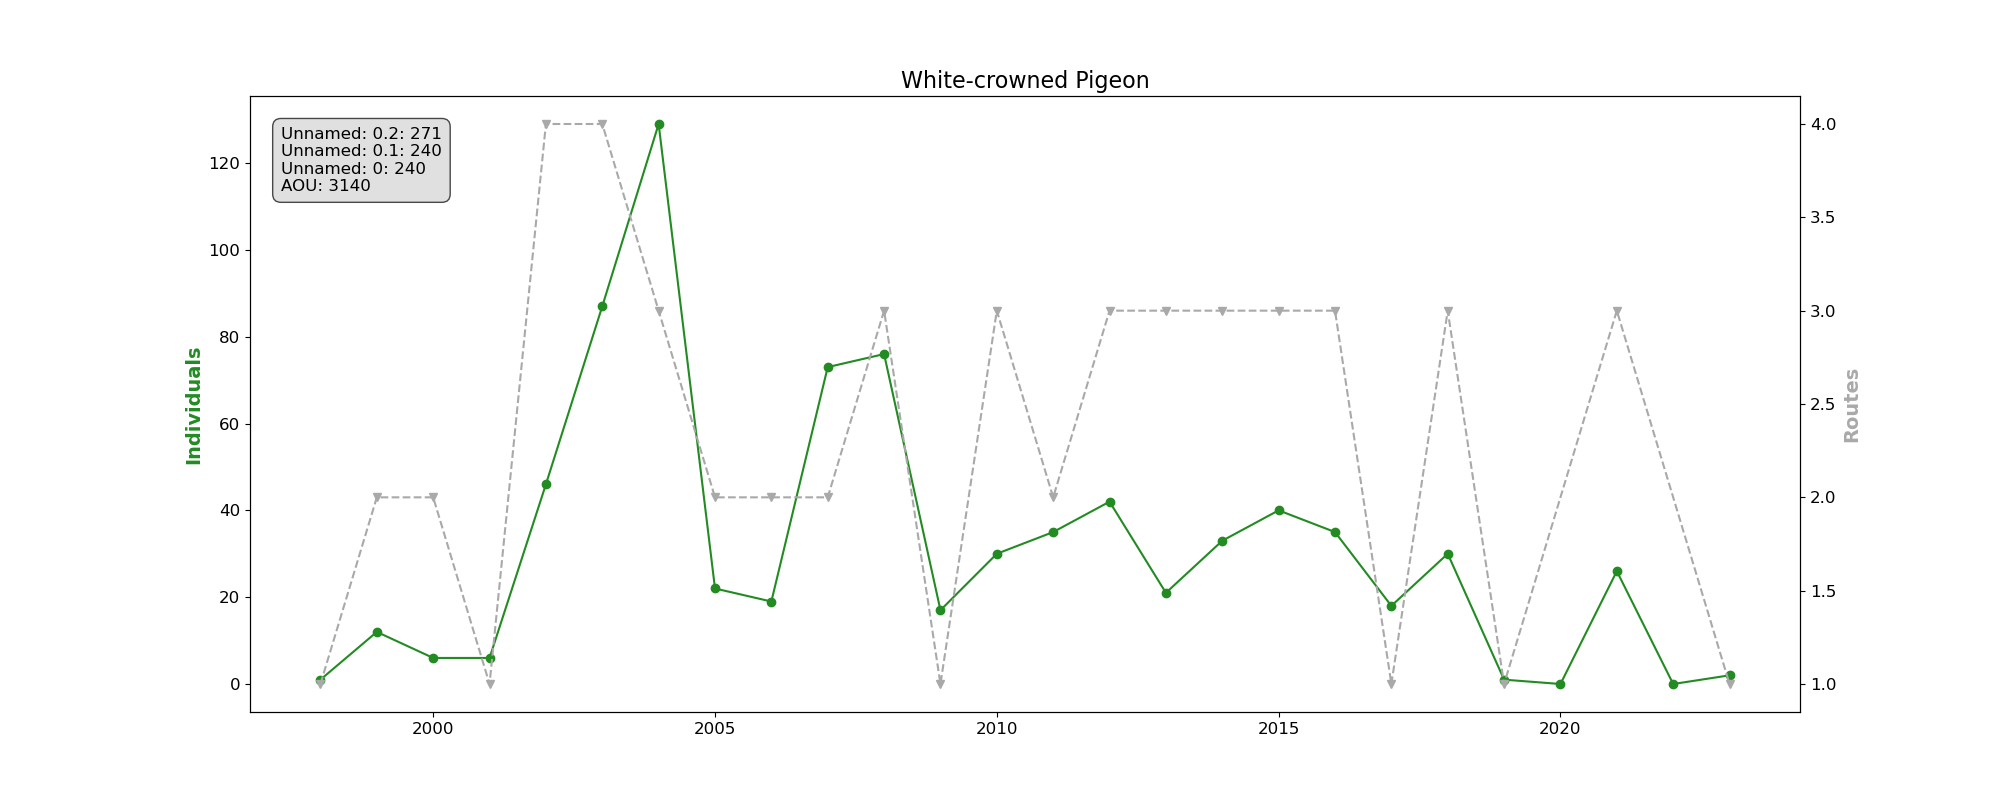 White-crowned Pigeon
Unnamed: 0.2: 271
Unnamed: 0.1: 240
Unnamed: 0: 240
AOU: 3140
Individuals
120
100
80
60
40
20
0
4.0
3.5
3.0
2.5
2.0
1.5
1.0
Routes
2000 2005 2010 2015 2020